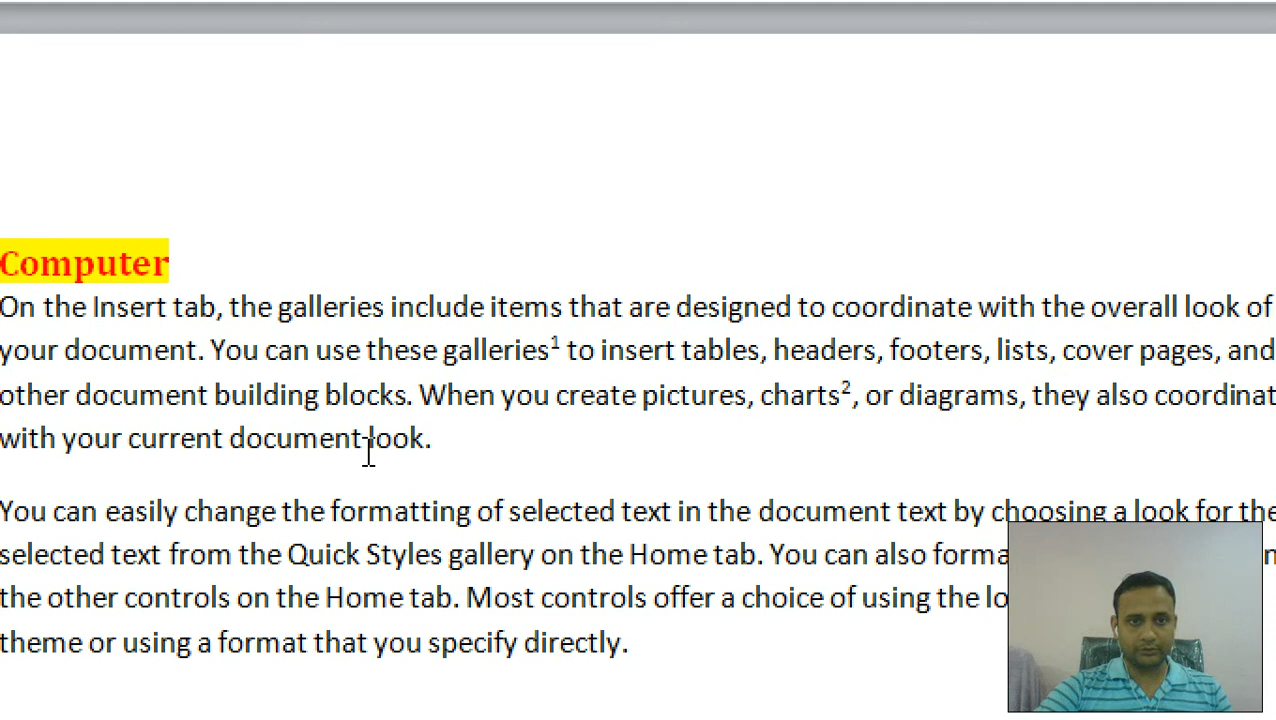 Computer
On the Insert tab, the galleries include items that are designed to coordinate with the overall look of
your document. You can use these galleries¹ to insert tables, headers, footers, lists, cover pages, and
other document building blocks. When you create pictures, charts², or diagrams, they also coordinat
with your current document look.
You can easily change the formatting of selected text in the document text by choosing a look for the
selected text from the Quick Styles gallery on the Home tab. You can also forma
the other controls on the Home tab. Most controls offer a choice of using the lo
theme or using a format that you specify directly.